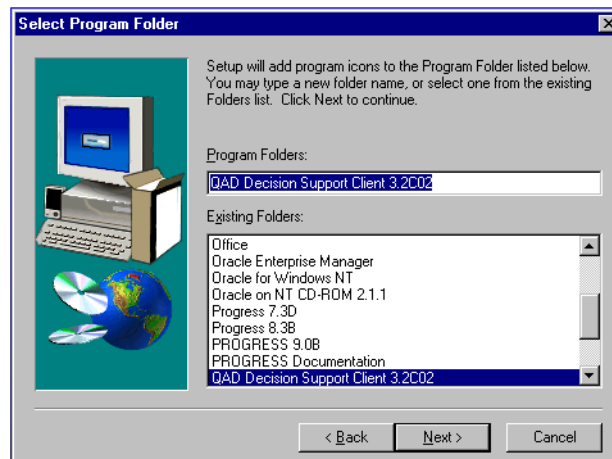 Select Program Folder
Setup will add program icons to the Program Folder listed below.
You may type a new folder name, or select one from the existing
Folders list. Click Next to continue.
Program Folders:
QAD Decision Support Client 3.2C02
Existing Folders:
Office
Oracle Enterprise Manager
Oracle for Windows NT
Oracle on NT CD-ROM 2.1.1
Progress 7.3D
Progress 8.3B
PROGRESS 9.0B
PROGRESS Documentation
QAD Decision Support Client 3.2C02
< Back Next > Cancel